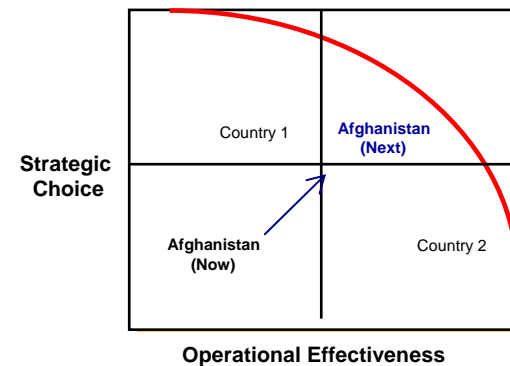 Country 1
Afghanistan
(Next)
Strategic
Choice
Afghanistan
(Now)
Country 2
Operational Effectiveness